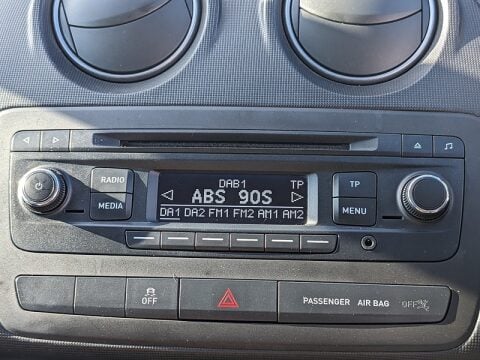 RADIO
MEDIA
DAB1 TP
ABS 90S
DA1 DA2 FM1 FM2 AM1 AM2
TP
MENU
OFF
PASSENGER AIR BAG OFF